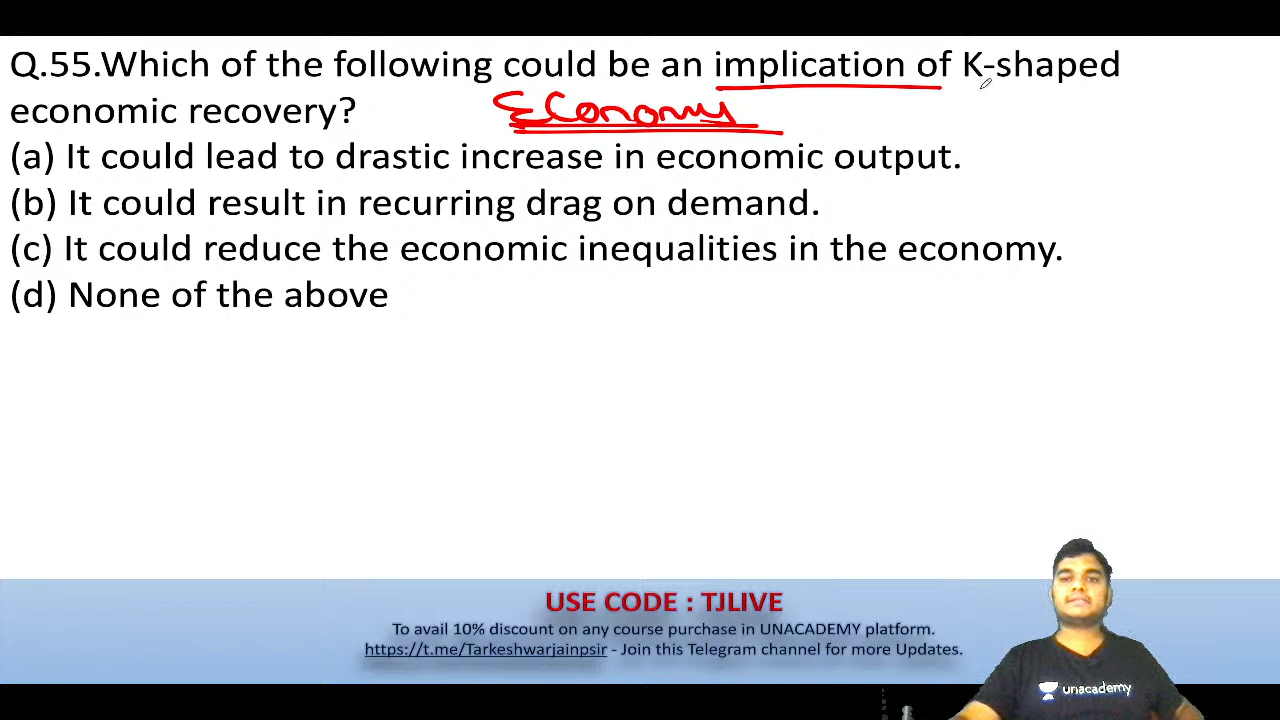 Q.55.Which of the following could be an implication of K-shaped
economic recovery?
Economy
(a) It could lead to drastic increase in economic output.
(b) It could result in recurring drag on demand.
(c) It could reduce the economic inequalities in the economy.
(d) None of the above
USE CODE : TJLIVE
To avail 10% discount on any course purchase in UNACADEMY platform.
https://t.me/Tarkeshwarjainpsir - Join this Telegram channel for more Updates.
unacademy